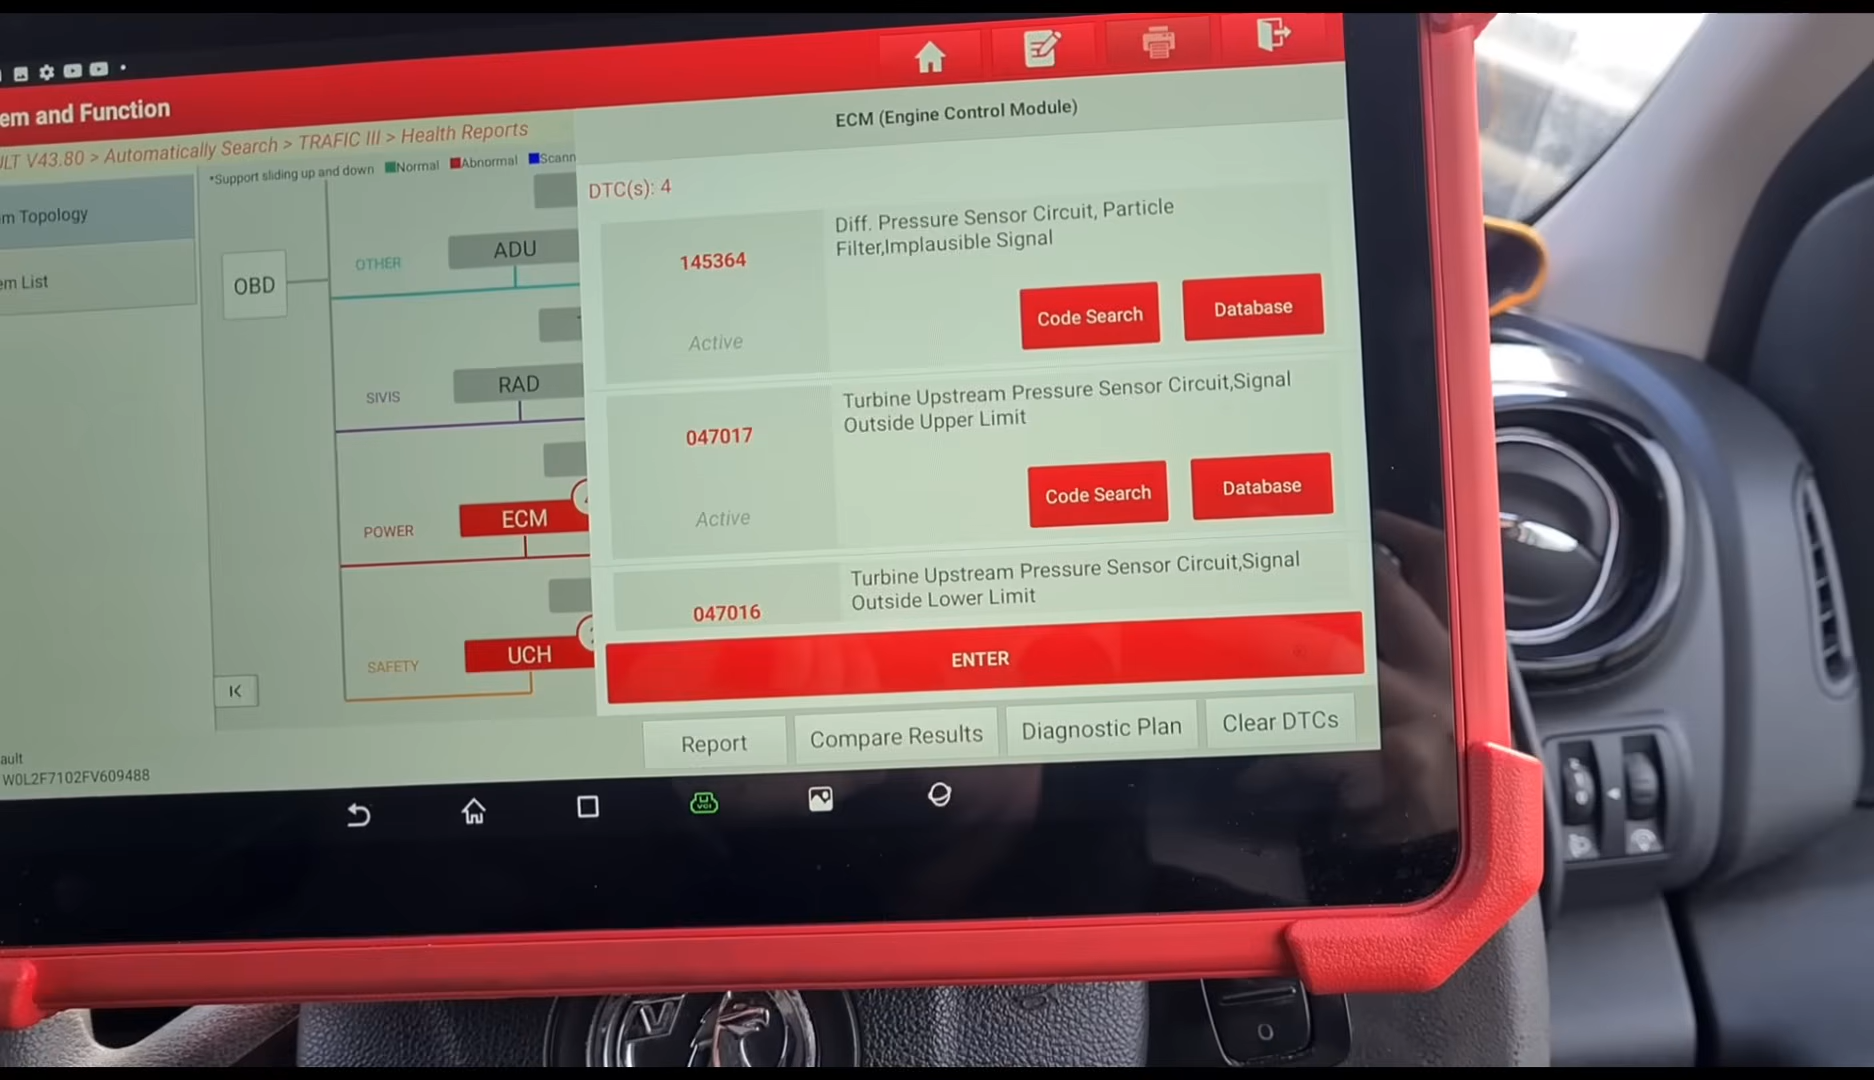 em and Function
ULT V43.80 > Automatically Search > TRAFIC III > Health Reports
*Support sliding up and down Normal Abnormal Scann
m Topology
em List
OBD
OTHER
ADU
SIVIS
RAD
POWER
ECM
SAFETY
UCH
ault
W0L2F7102FV609488
ECM (Engine Control Module)
DTC(s): 4
145364
Active
Diff. Pressure Sensor Circuit, Particle
Filter,Implausible Signal
Code Search
Database
047017
Active
Turbine Upstream Pressure Sensor Circuit,Signal
Outside Upper Limit
Code Search
Database
047016
Turbine Upstream Pressure Sensor Circuit,Signal
Outside Lower Limit
ENTER
Report
Compare Results
Diagnostic Plan
Clear DTCs
VCI